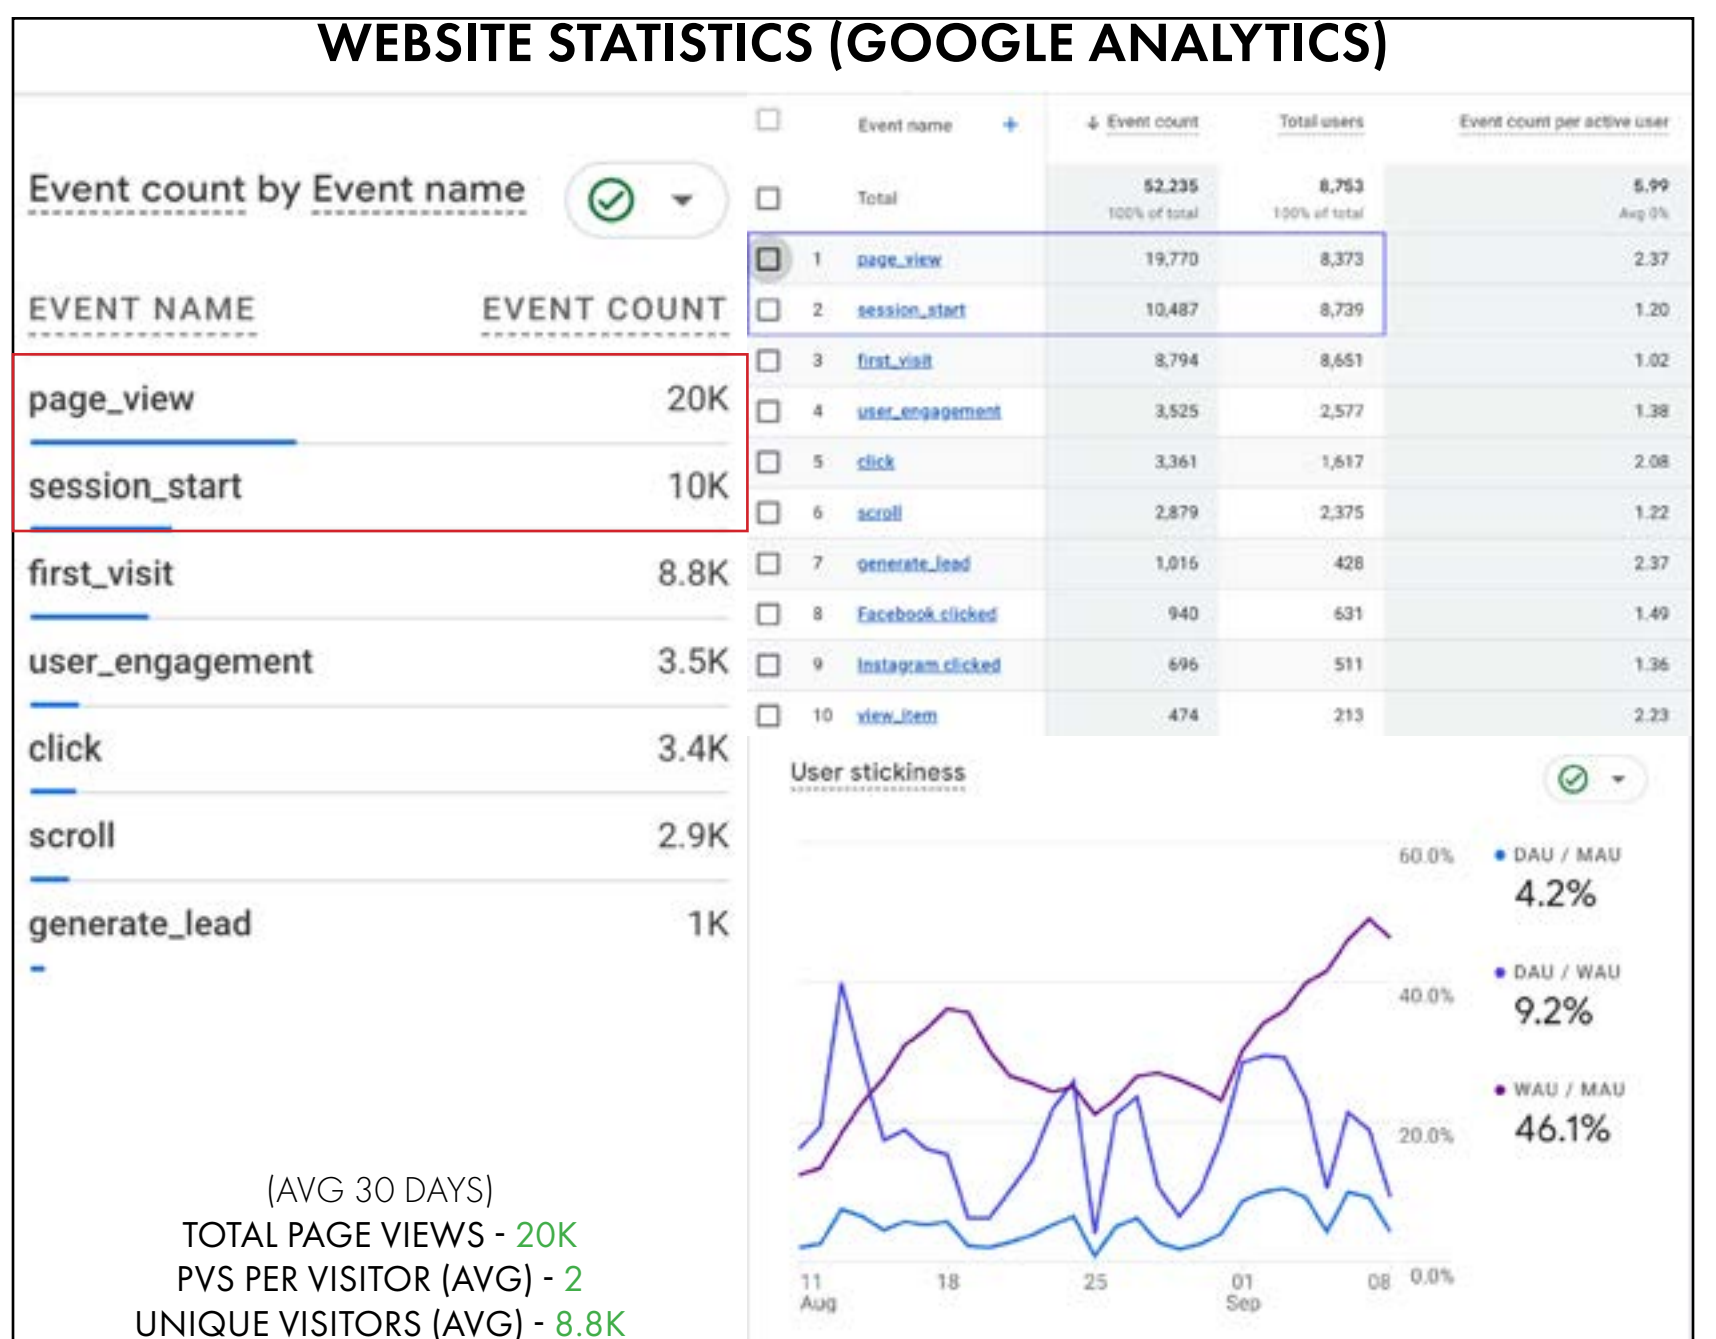 WEBSITE STATISTICS (GOOGLE ANALYTICS)
Event count by Event name
EVENT NAME EVENT COUNT
page_view 20K
session_start 10K
first_visit 8.8K
user_engagement 3.5K
click 3.4K
scroll 2.9K
generate_lead 1K
(AVG 30 DAYS)
TOTAL PAGE VIEWS - 20K
PVS PER VISITOR (AVG) - 2
UNIQUE VISITORS (AVG) - 8.8K
Event name + ↓ Event count Total users Event count per active user
Total 52,235 8,753 5.99
100% of total 100% of total Avg 0%
1 page_view 19,770 8,373 2.37
2 session_start 10,487 8,739 1.20
3 first_visit 8,794 8,651 1.02
4 user_engagement 3,525 2,577 1.38
5 click 3,361 1,617 2.08
6 scroll 2,879 2,375 1.22
7 generate_lead 1,016 428 2.37
8 Facebook clicked 940 631 1.49
9 Instagram clicked 696 511 1.36
10 view_item 474 213 2.23
User stickiness
60.0%
40.0%
20.0%
0.0%
11 18 25 01 08
Aug Sep
DAU / MAU
4.2%
DAU / WAU
9.2%
WAU / MAU
46.1%